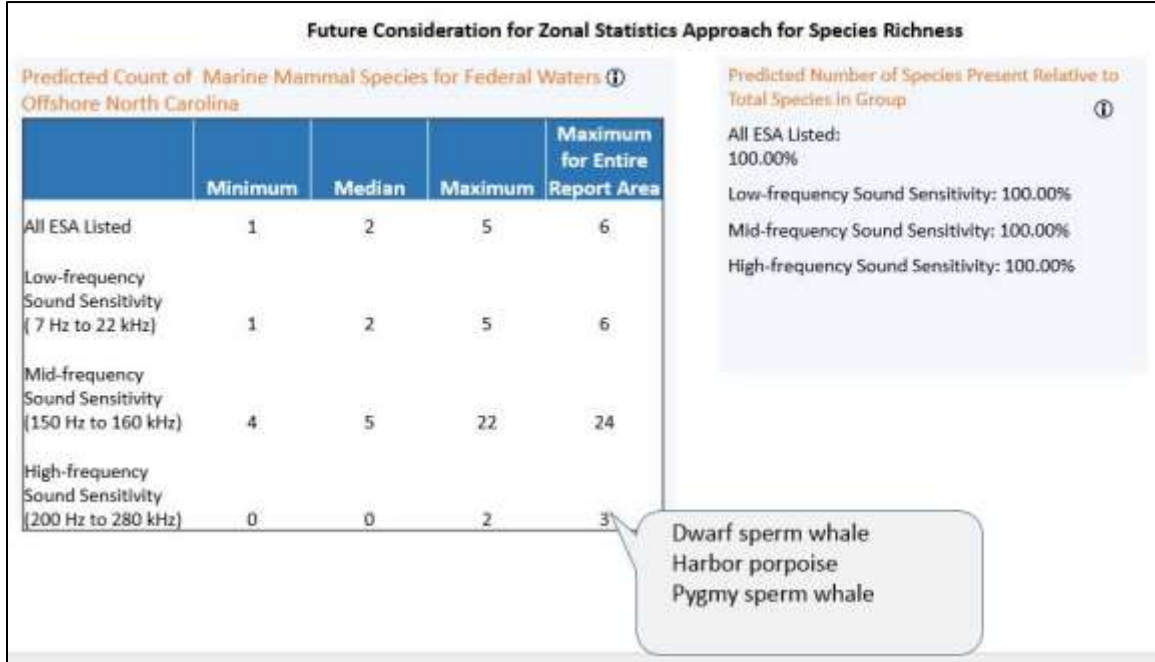 Future Consideration for Zonal Statistics Approach for Species Richness
Predicted Count of Marine Mammal Species for Federal Waters
Offshore North Carolina
Minimum Median Maximum Maximum for Entire Report Area
All ESA Listed 1 2 5 6
Low-frequency
Sound Sensitivity
( 7 Hz to 22 kHz) 1 2 5 6
Mid-frequency
Sound Sensitivity
(150 Hz to 160 kHz) 4 5 22 24
High-frequency
Sound Sensitivity
(200 Hz to 280 kHz) 0 0 2 3
Dwarf sperm whale
Harbor porpoise
Pygmy sperm whale
Predicted Number of Species Present Relative to
Total Species in Group
All ESA Listed:
100.00%
Low-frequency Sound Sensitivity: 100.00%
Mid-frequency Sound Sensitivity: 100.00%
High-frequency Sound Sensitivity: 100.00%